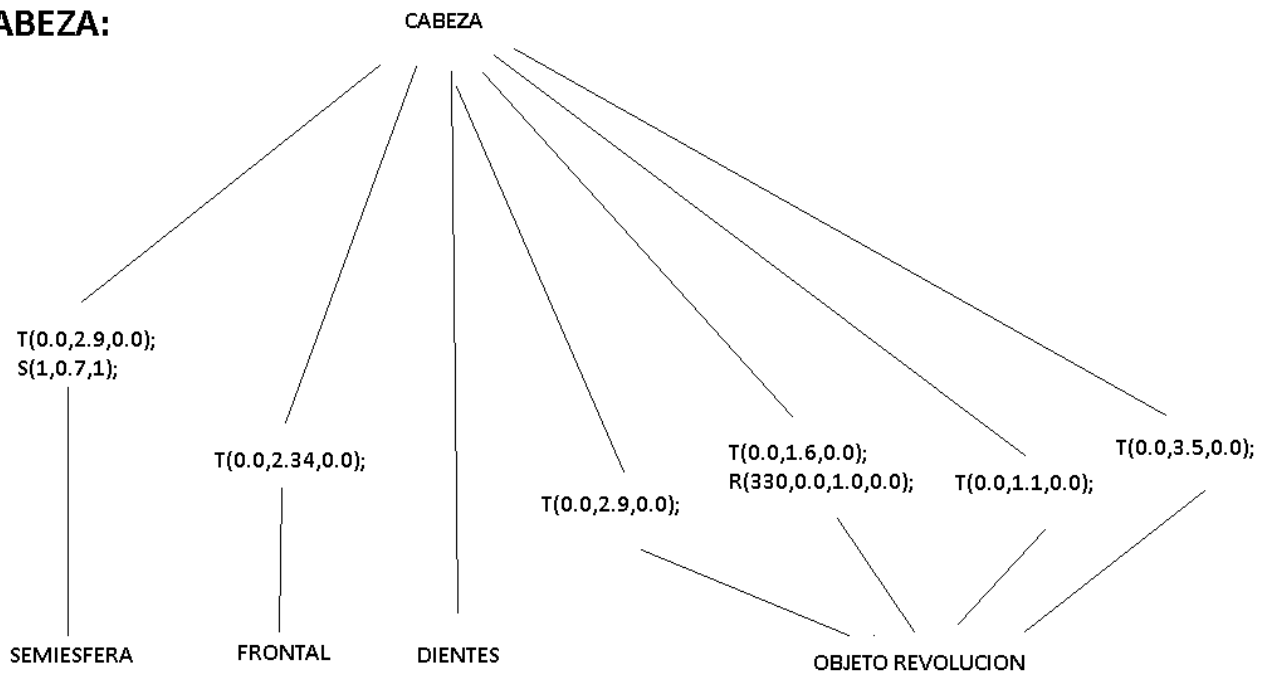 ABEZA:
CABEZA
T(0.0,2.9,0.0);
S(1,0.7,1);
T(0.0,2.34,0.0);
T(0.0,2.9,0.0);
T(0.0,1.6,0.0);
R(330,0.0,1.0,0.0);
T(0.0,1.1,0.0);
T(0.0,3.5,0.0);
SEMIESFERA
FRONTAL
DIENTES
OBJETO REVOLUCION